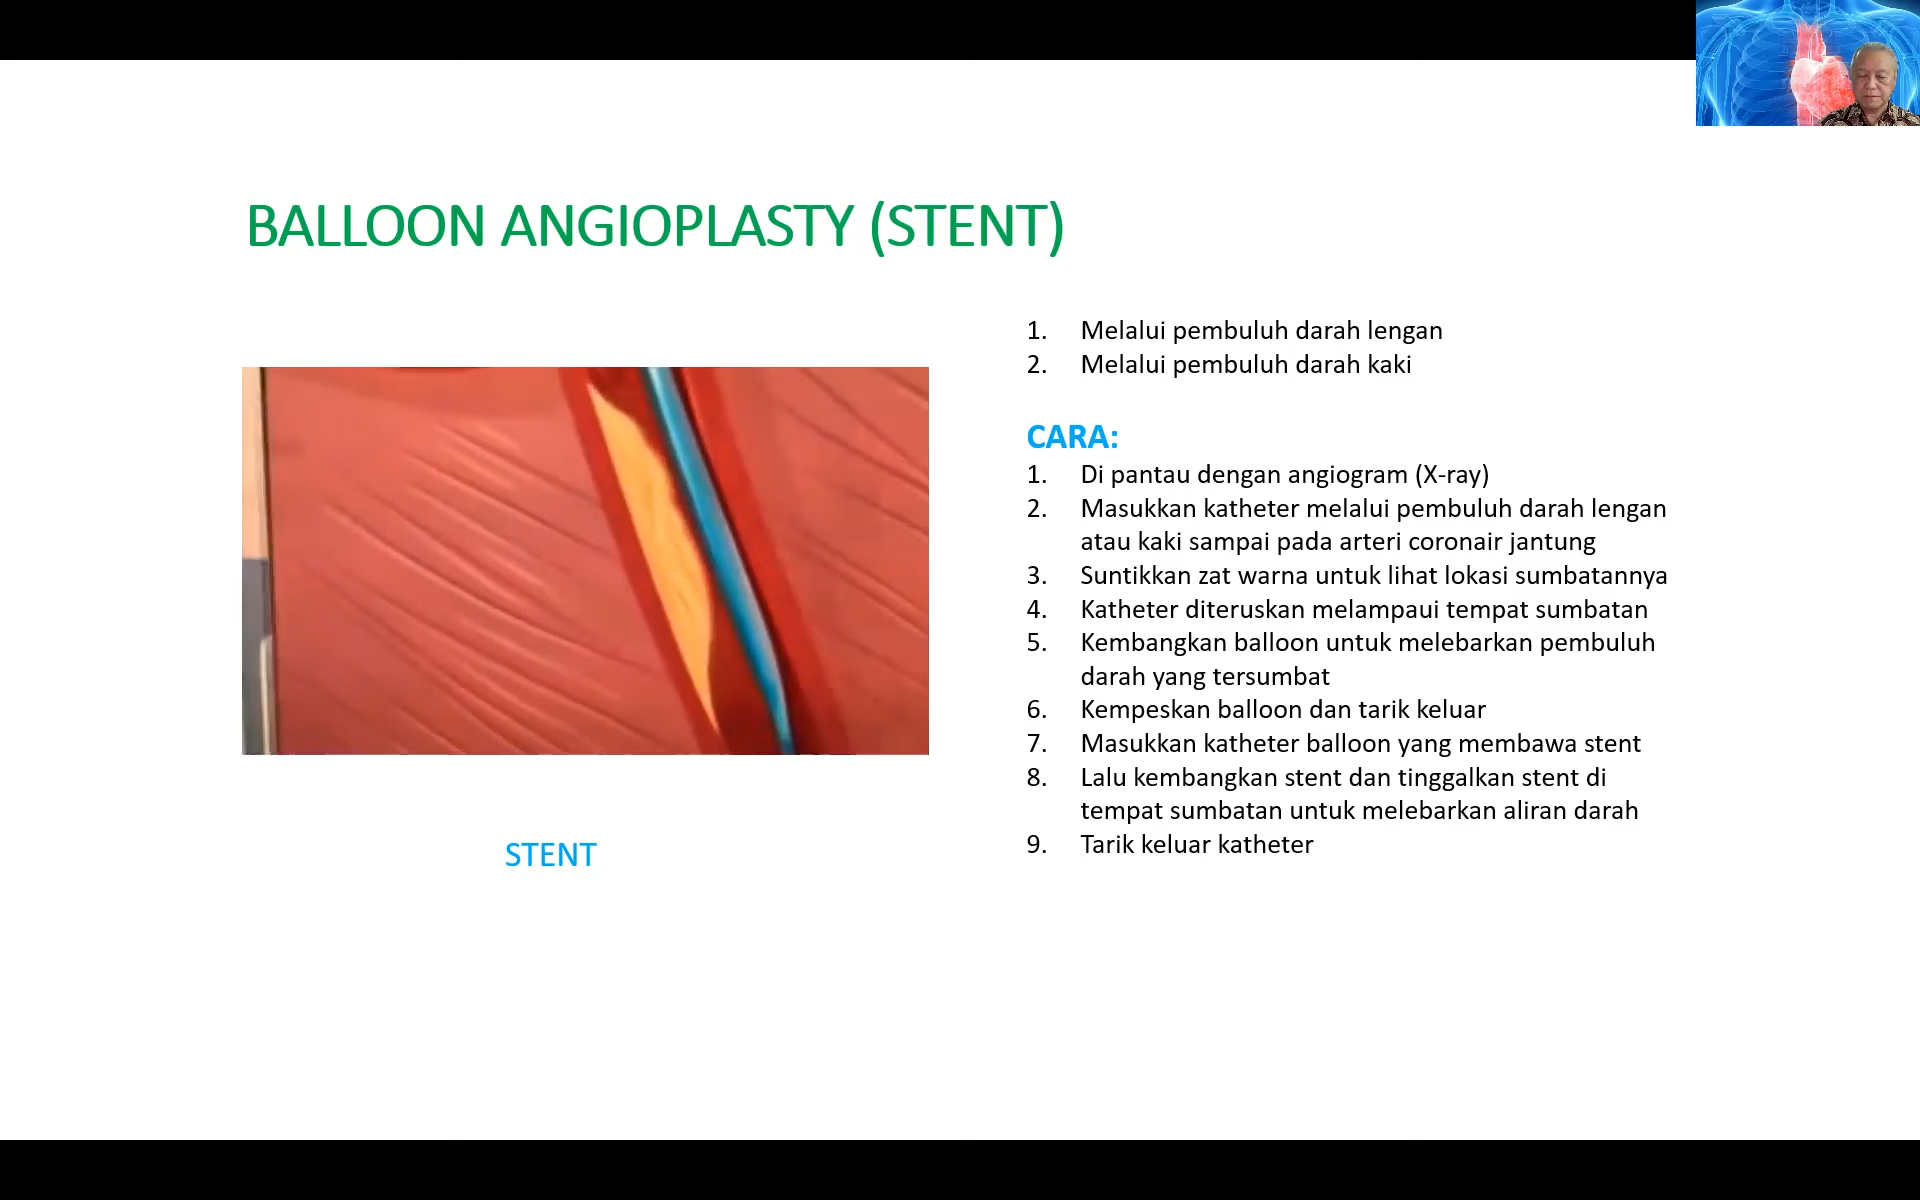 BALLOON ANGIOPLASTY (STENT)
1. Melalui pembuluh darah lengan
2. Melalui pembuluh darah kaki
CARA:
1. Di pantau dengan angiogram (X-ray)
2. Masukkan katheter melalui pembuluh darah lengan
atau kaki sampai pada arteri coronair jantung
3. Suntikkan zat warna untuk lihat lokasi sumbatannya
4. Katheter diteruskan melampaui tempat sumbatan
5. Kembangkan balloon untuk melebarkan pembuluh
darah yang tersumbat
6. Kempeskan balloon dan tarik keluar
7. Masukkan katheter balloon yang membawa stent
8. Lalu kembangkan stent dan tinggalkan stent di
tempat sumbatan untuk melebarkan aliran darah
9. Tarik keluar katheter
STENT